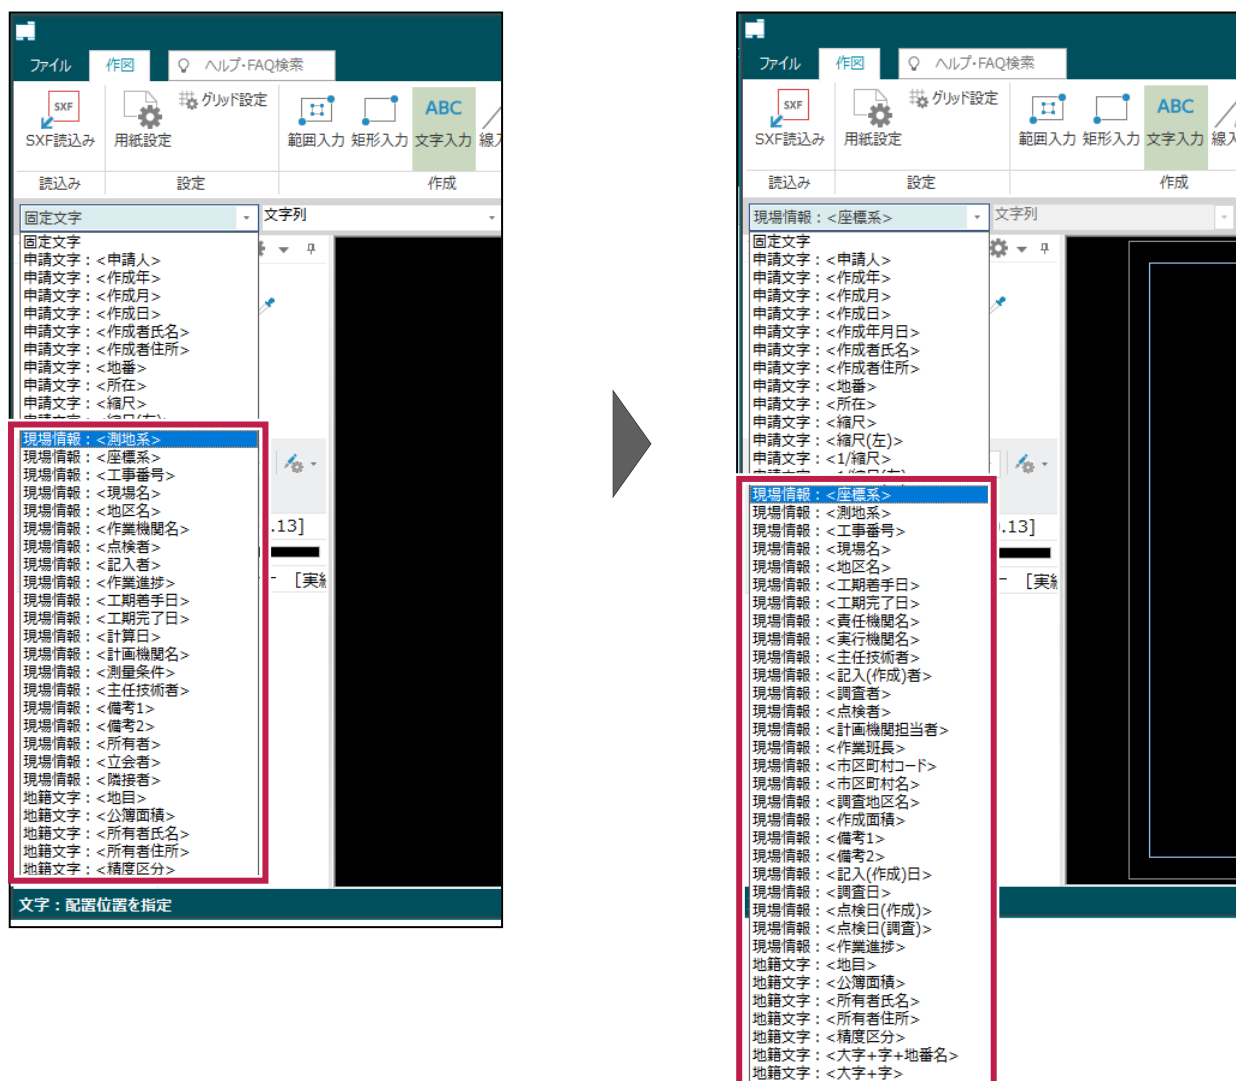 ファイル
作図
ヘルプ・FAQ検索
SXF
SXF読込み
用紙設定
グリッド設定
範囲入力
矩形入力
ABC
文字入力
読込み
設定
作成
固定文字
文字列
固定文字
申請文字：<申請人>
申請文字：<作成年>
申請文字：<作成月>
申請文字：<作成日>
申請文字：<作成者氏名>
申請文字：<作成者住所>
申請文字：<地番>
申請文字：<所在>
申請文字：<縮尺>
現場情報：<測地系>
現場情報：<座標系>
現場情報：<工事番号>
現場情報：<現場名>
現場情報：<地区名>
現場情報：<作業機関名>
現場情報：<点検者>
現場情報：<記入者>
現場情報：<作業進捗>
現場情報：<工期着手日>
現場情報：<工期完了日>
現場情報：<計算日>
現場情報：<計画機関名>
現場情報：<測量条件>
現場情報：<主任技術者>
現場情報：<備考1>
現場情報：<備考2>
現場情報：<所有者>
現場情報：<立会者>
現場情報：<隣接者>
地籍文字：<地目>
地籍文字：<公簿面積>
地籍文字：<所有者氏名>
地籍文字：<所有者住所>
地籍文字：<精度区分>
.13]
[実
文字：配置位置を指定
ファイル
作図
ヘルプ・FAQ検索
SXF
SXF読込み
用紙設定
グリッド設定
範囲入力
矩形入力
ABC
文字入力
読込み
設定
作成
現場情報：<座標系>
文字列
固定文字
申請文字：<申請人>
申請文字：<作成年>
申請文字：<作成月>
申請文字：<作成日>
申請文字：<作成年月日>
申請文字：<作成者氏名>
申請文字：<作成者住所>
申請文字：<地番>
申請文字：<所在>
申請文字：<縮尺>
申請文字：<縮尺(左)>
申請文字：<1/縮尺>
現場情報：<座標系>
現場情報：<測地系>
現場情報：<工事番号>
現場情報：<現場名>
現場情報：<地区名>
現場情報：<工期着手日>
現場情報：<工期完了日>
現場情報：<責任機関名>
現場情報：<実行機関名>
現場情報：<主任技術者>
現場情報：<記入(作成)者>
現場情報：<調査者>
現場情報：<点検者>
現場情報：<計画機関担当者>
現場情報：<作業班長>
現場情報：<市区町村コード>
現場情報：<市区町村名>
現場情報：<調査地区名>
現場情報：<作成面積>
現場情報：<備考1>
現場情報：<備考2>
現場情報：<記入(作成)日>
現場情報：<調査日>
現場情報：<点検日(作成)>
現場情報：<点検日(調査)>
現場情報：<作業進捗>
地籍文字：<地目>
地籍文字：<公簿面積>
地籍文字：<所有者氏名>
地籍文字：<所有者住所>
地籍文字：<精度区分>
地籍文字：<大字+字+地番名>
地籍文字：<大字+字>
.13]
[実